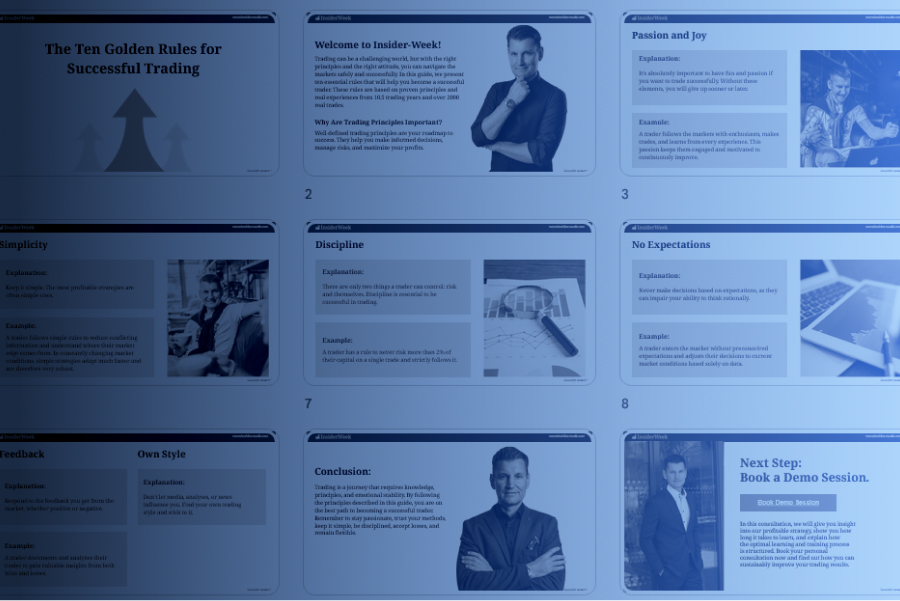 InsiderWeek
The Ten Golden Rules for
Successful Trading
InsiderWeek
Welcome to Insider-Week!
Trading can be a challenging world, but with the right
principles and the right attitude, you can navigate the
markets safely and successfully. In this guide, we present
ten essential rules that will help you become a successful
trader. These rules are based on proven principles and
real experiences from 10,5 trading years and over 2000
real trades.
Why Are Trading Principles Important?
Well-defined trading principles are your roadmap to
success. They help you make informed decisions,
manage risks, and maximize your profits.
2
InsiderWeek
Passion and Joy
Explanation:
It's absolutely important to have fun and passion if
you want to trade successfully. Without these
elements, you will give up sooner or later.
Example:
A trader follows the markets with enthusiasm, makes
trades, and learns from every experience. This
passion keeps them engaged and motivated to
continuously improve.
3
InsiderWeek
Simplicity
Explanation:
Keep it simple. The most profitable strategies are
often simple ones.
Example:
A trader follows simple rules to reduce conflicting
information and understand where their market
edge comes from. In constantly changing market
conditions, simple strategies adapt much faster and
are therefore very robust.
InsiderWeek
Discipline
Explanation:
There are only two things a trader can control: risk
and themselves. Discipline is essential to be
successful in trading.
Example:
A trader has a rule to never risk more than 2% of
their capital on a single trade and strictly follows it.
7
InsiderWeek
No Expectations
Explanation:
Never make decisions based on expectations, as they
can impair your ability to think rationally.
Example:
A trader enters the market without preconceived
expectations and adjusts their decisions to current
market conditions based solely on data.
8
InsiderWeek
Feedback
Explanation:
Respond to the feedback you get from the
market, whether positive or negative
Example:
trades to gain valuable insights from both
wins and losses.
Own Style
Explanation:
Don't let media, analyses, or news
influence you. Find your own trading
style and stick to it.
InsiderWeek
Conclusion:
Trading is a journey that requires knowledge,
principles, and emotional stability. By following
the principles described in this guide, you are on
the best path to becoming a successful trader.
Remember to stay passionate, trust your methods,
keep it simple, be disciplined, accept losses, and
remain flexible.
InsiderWeek
Next Step:
Book a Demo Session.
Book Demo Session
In this consultation, we will give you insight
into our profitable strategy, show you how
long it takes to learn, and explain how
the optimal learning and training process
is structured. Book your personal
consultation now and find out how you can
sustainably improve your trading results.